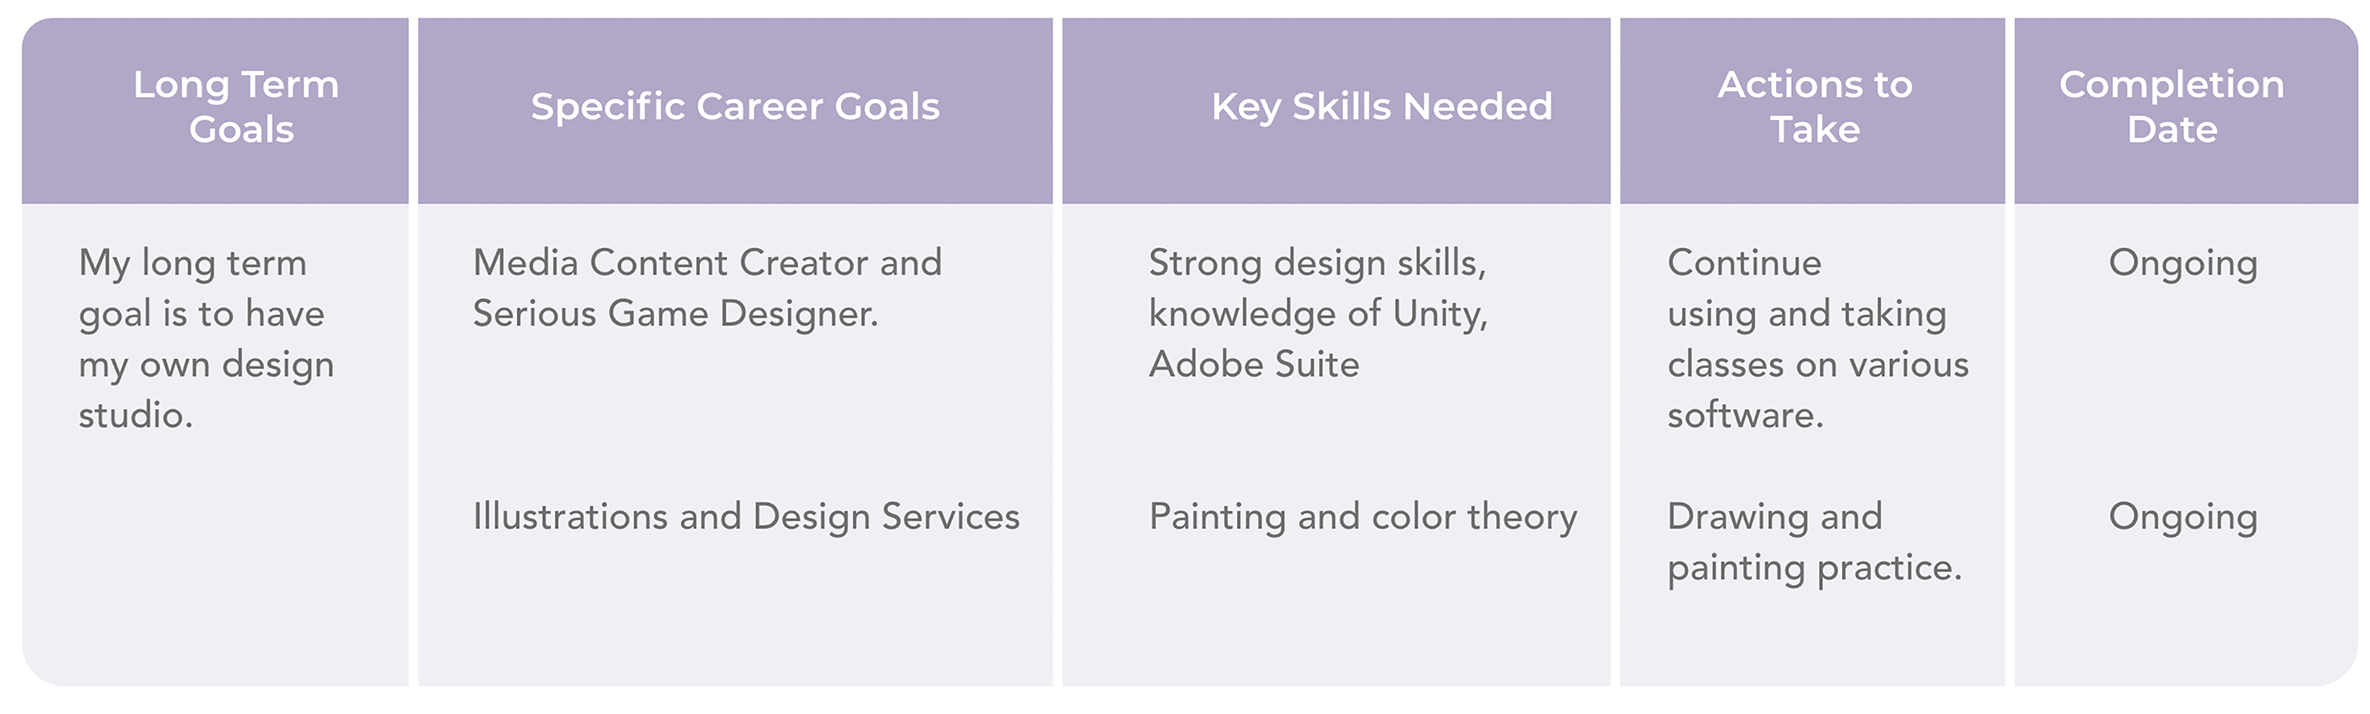 Long Term
Goals
Specific Career Goals
Key Skills Needed
Actions to
Take
Completion
Date
My long term
goal is to have
my own design
studio.
Media Content Creator and
Serious Game Designer.
Strong design skills,
knowledge of Unity,
Adobe Suite
Continue
using and taking
classes on various
software.
Ongoing
Illustrations and Design Services
Painting and color theory
Drawing and
painting practice.
Ongoing